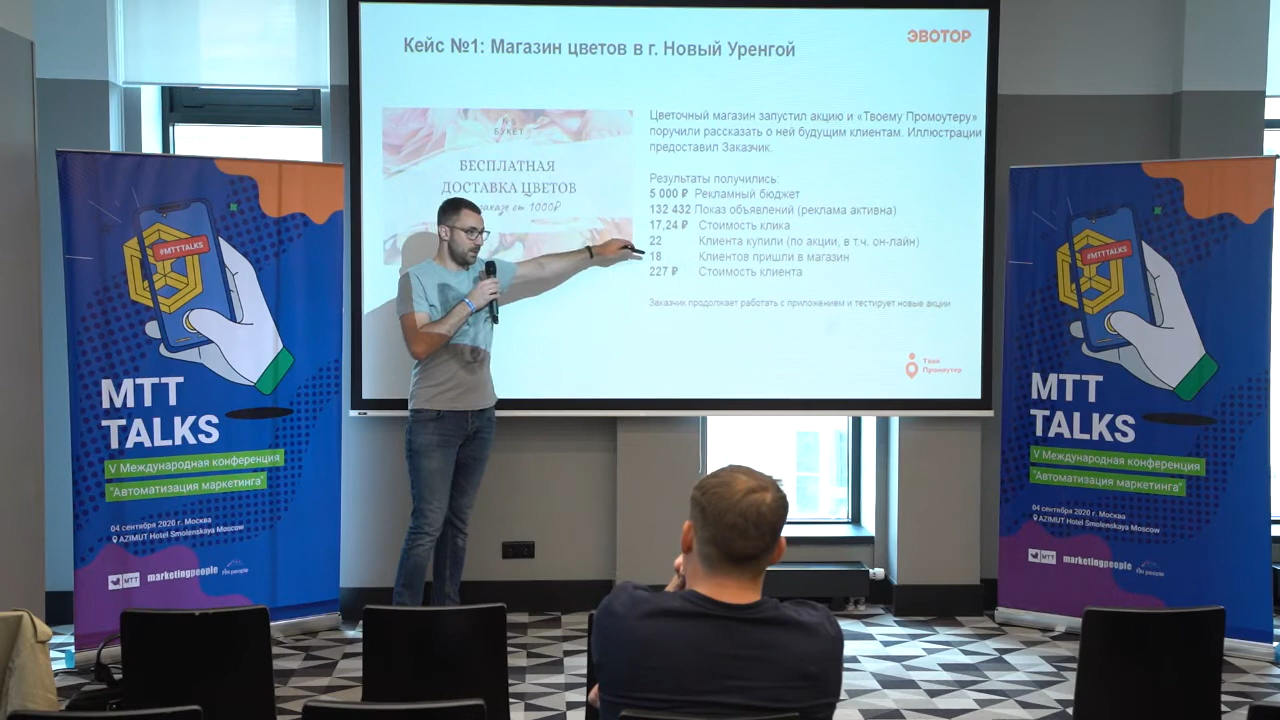 Кейс №1: Магазин цветов в г. Новый Уренгой
ЭВОТОР
БУКЕТ
БЕСПЛАТНАЯ
ДОСТАВКА ЦВЕТОВ
заказе от 1000₽
Цветочный магазин запустил акцию и «Твоему Промоутеру»
поручили рассказать о ней будущим клиентам. Иллюстрации
предоставил Заказчик.
Результаты получились:
5 000 ₽ Рекламный бюджет
132 432 Показ объявлений (реклама активна)
17,24 ₽ Стоимость клика
22 Клиента купили (по акции, в т.ч. он-лайн)
18 Клиентов пришли в магазин
227 ₽ Стоимость клиента
Заказчик продолжает работать с приложением и тестирует новые акции
Твой
Промоутер
#MTTTALKS
MTT
TALKS
V Международная конференция
"Автоматизация маркетинга"
04 сентября 2020 г. Москва
AZIMUT Hotel Smolenskaya Moscow
МТТ marketingpeople
#MTTTALKS
MTT
TALKS
V Международная конференция
"Автоматизация маркетинга"
04 сентября 2020 г. Москва
AZIMUT Hotel Smolenskaya Moscow
МТТ marketingpeople